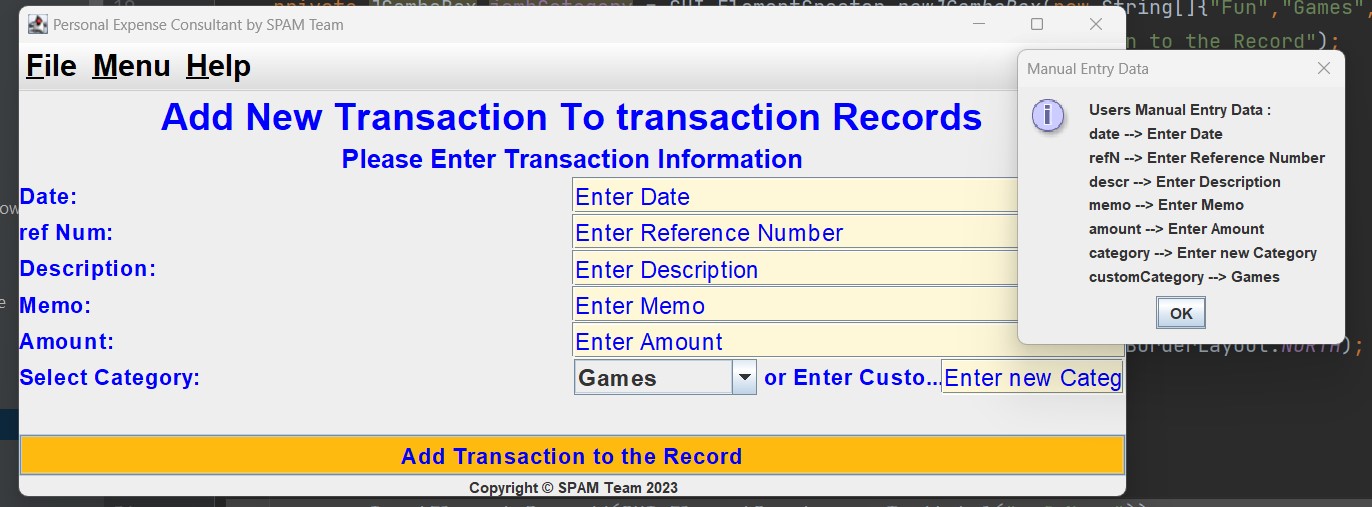 private JComboBox jcmbCategory = GUI_ElementCreator.newJComboBox(new String[]{"Fun","Games",
Personal Expense Consultant by SPAM Team
n to the Record");
File Menu Help
Manual Entry Data
Add New Transaction To transaction Records
Please Enter Transaction Information
Users Manual Entry Data :
date --> Enter Date
refN --> Enter Reference Number
descr --> Enter Description
memo --> Enter Memo
amount --> Enter Amount
category --> Enter new Category
customCategory --> Games
OK
Date: Enter Date
ref Num: Enter Reference Number
Description: Enter Description
Memo: Enter Memo
Amount: Enter Amount
BorderLayout.NORTH);
Select Category: Games or Enter Custo... Enter new Categ
Add Transaction to the Record
Copyright © SPAM Team 2023